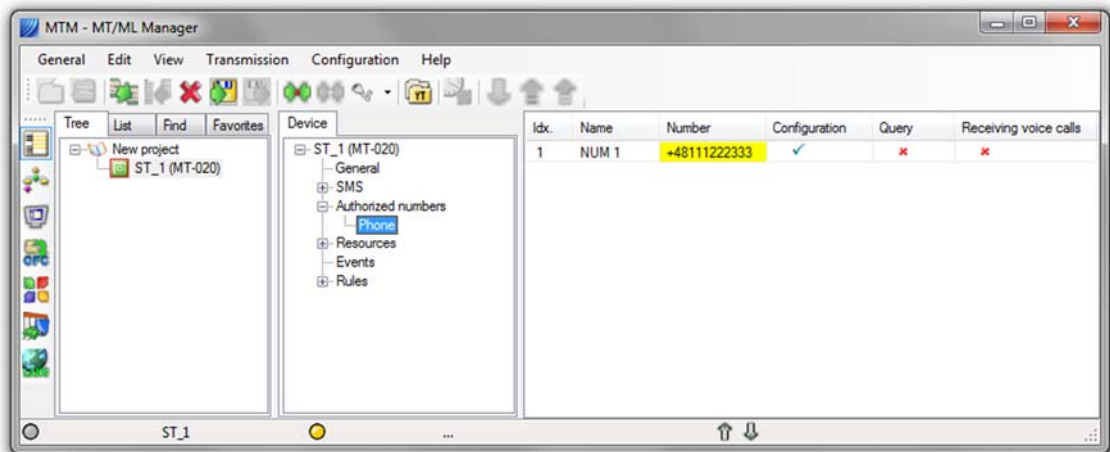 MTM - MT/ML Manager
General Edit View Transmission Configuration Help
Tree List Find Favorites
New project
ST_1 (MT-020)
Device
ST_1 (MT-020)
General
SMS
Authorized numbers
Phone
Resources
Events
Rules
Idx. Name Number Configuration Query Receiving voice calls
1 NUM 1 +48111222333
ST_1 ...